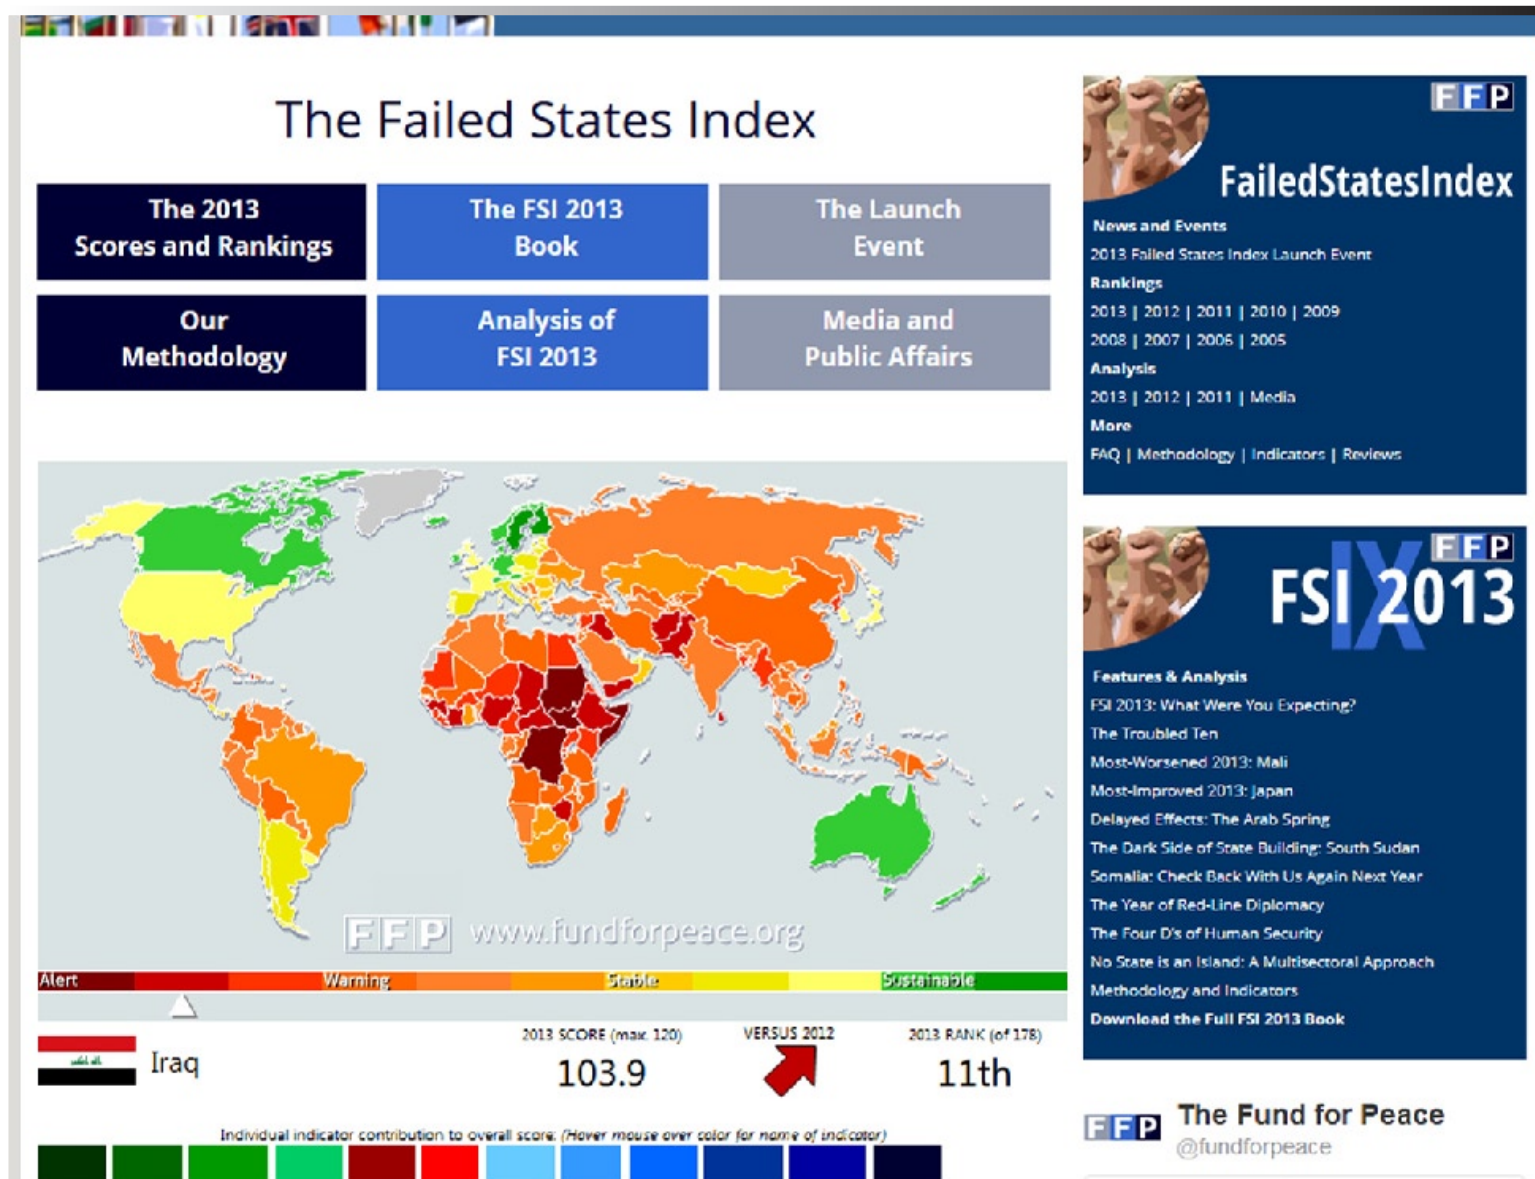 The Failed States Index
The 2013
Scores and Rankings
The FSI 2013
Book
The Launch
Event
Our
Methodology
Analysis of
FSI 2013
Media and
Public Affairs
FFP www.fundforpeace.org
Alert Warning Stable Sustainable
Iraq
2013 SCORE (max. 120)
103.9
VERSUS 2012
2013 RANK (of 178)
11th
Individual indicator contribution to overall score: (Hover mouse over color for name of indicator)
FFP
FailedStatesIndex
News and Events
2013 Failed States Index Launch Event
Rankings
2013 | 2012 | 2011 | 2010 | 2009
2008 | 2007 | 2006 | 2005
Analysis
2013 | 2012 | 2011 | Media
More
FAQ | Methodology | Indicators | Reviews
FFP
IX
FSI 2013
Features & Analysis
FSI 2013: What Were You Expecting?
The Troubled Ten
Most-Worsened 2013: Mali
Most-Improved 2013: Japan
Delayed Effects: The Arab Spring
The Dark Side of State Building: South Sudan
Somalia: Check Back With Us Again Next Year
The Year of Red-Line Diplomacy
The Four D's of Human Security
No State is an Island: A Multisectoral Approach
Methodology and Indicators
Download the Full FSI 2013 Book
FFP
The Fund for Peace
@fundforpeace